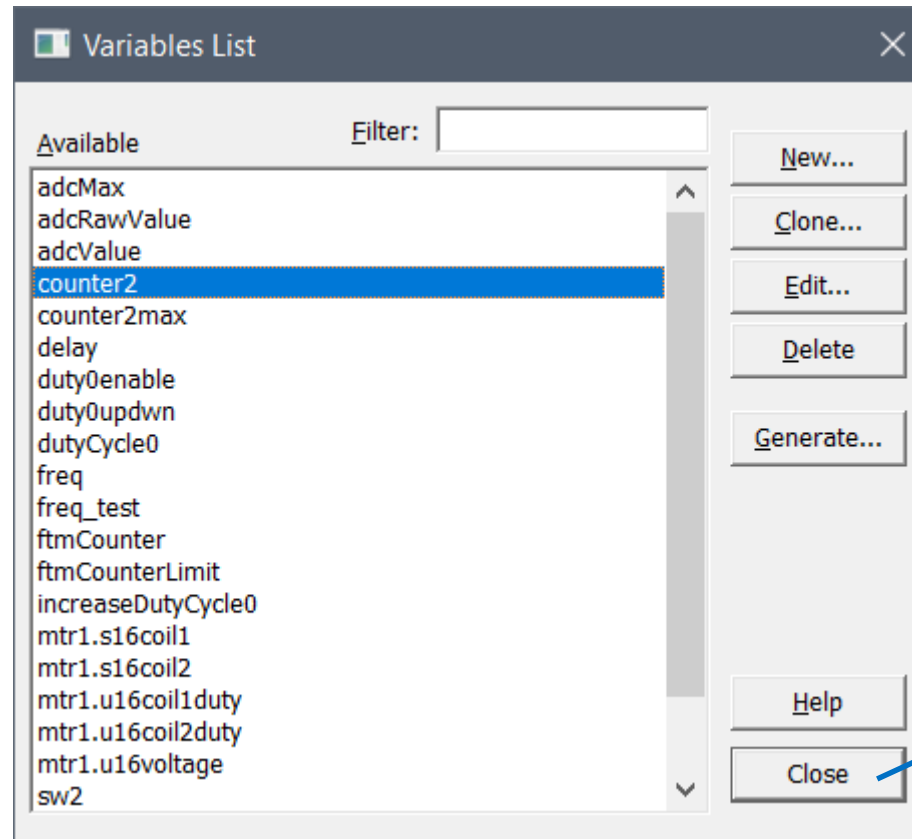 Variables List
Available
Filter:
adcMax
adcRawValue
adcValue
counter2
counter2max
delay
duty0enable
duty0updwn
dutyCycle0
freq
freq_test
ftmCounter
ftmCounterLimit
increaseDutyCycle0
mtr1.s16coil1
mtr1.s16coil2
mtr1.u16coil1duty
mtr1.u16coil2duty
mtr1.u16voltage
sw2
New...
Clone...
Edit...
Delete
Generate...
Help
Close